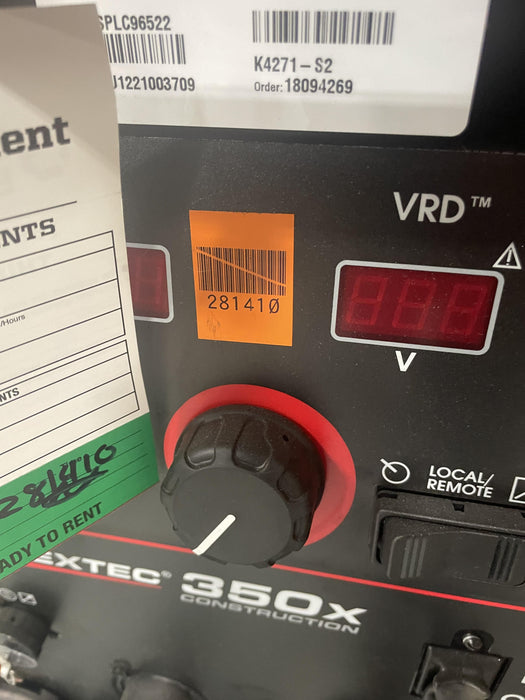 SPLC96522
K4271-S2
1221003709
Order: 18094269
ent
VRD™
NTS
281410
/Hours
V
NTS
281410
LOCAL/
REMOTE
ADY TO RENT
EXTEC® 350X
CONSTRUCTION